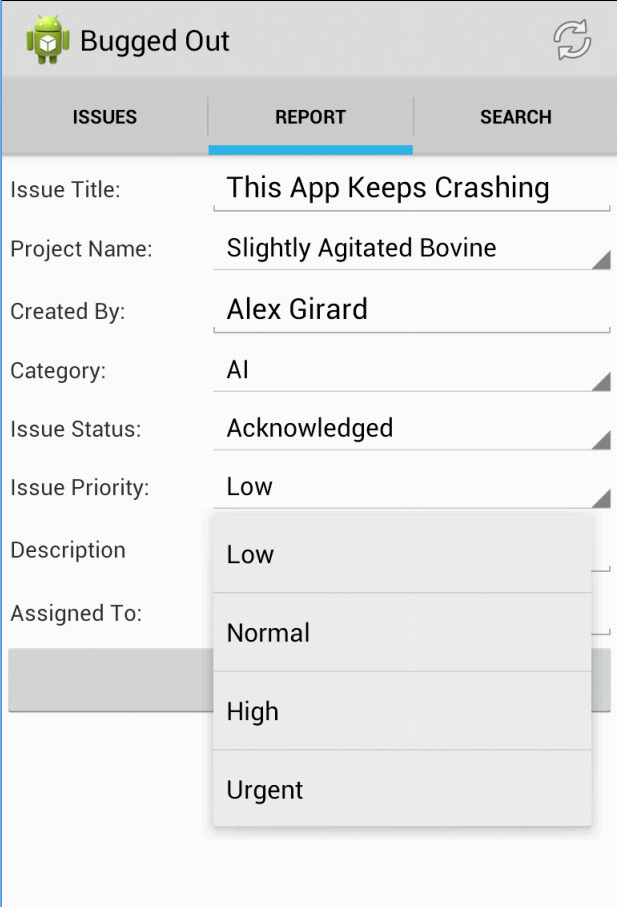 Bugged Out
ISSUES REPORT SEARCH
Issue Title: This App Keeps Crashing
Project Name: Slightly Agitated Bovine
Created By: Alex Girard
Category: AI
Issue Status: Acknowledged
Issue Priority: Low
Description
Low
Normal
Assigned To:
High
Urgent